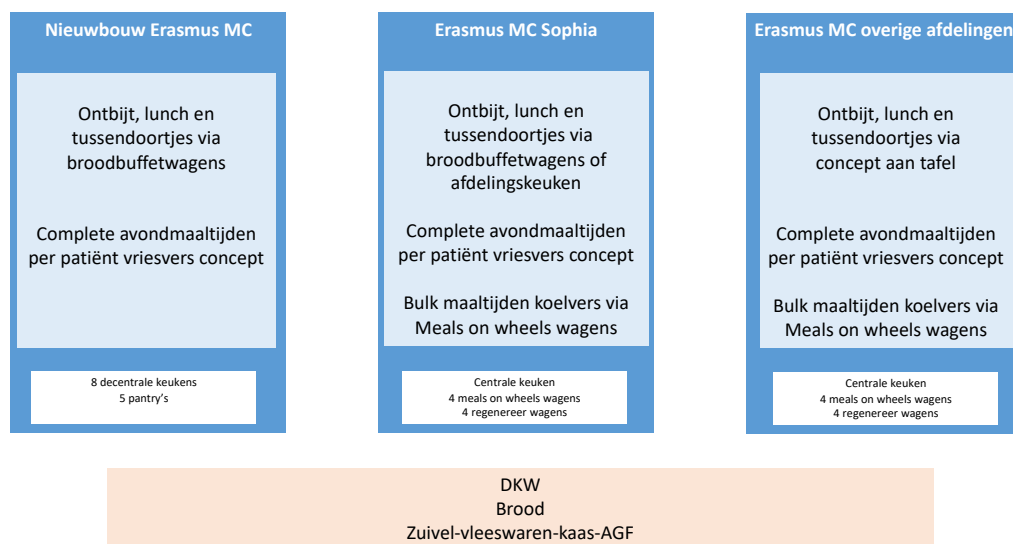 Nieuwbouw Erasmus MC
Ontbijt, lunch en
tussendoortjes via
broodbuffetwagens
Complete avondmaaltijden
per patiënt vriesvers concept
8 decentrale keukens
5 pantry's
Erasmus MC Sophia
Ontbijt, lunch en
tussendoortjes via
broodbuffetwagens of
afdelingskeuken
Complete avondmaaltijden
per patiënt vriesvers concept
Bulk maaltijden koelvers via
Meals on wheels wagens
Centrale keuken
4 meals on wheels wagens
4 regenereer wagens
Erasmus MC overige afdelingen
Ontbijt, lunch en
tussendoortjes via
concept aan tafel
Complete avondmaaltijden
per patiënt vriesvers concept
Bulk maaltijden koelvers via
Meals on wheels wagens
Centrale keuken
4 meals on wheels wagens
4 regenereer wagens
DKW
Brood
Zuivel-vleeswaren-kaas-AGF